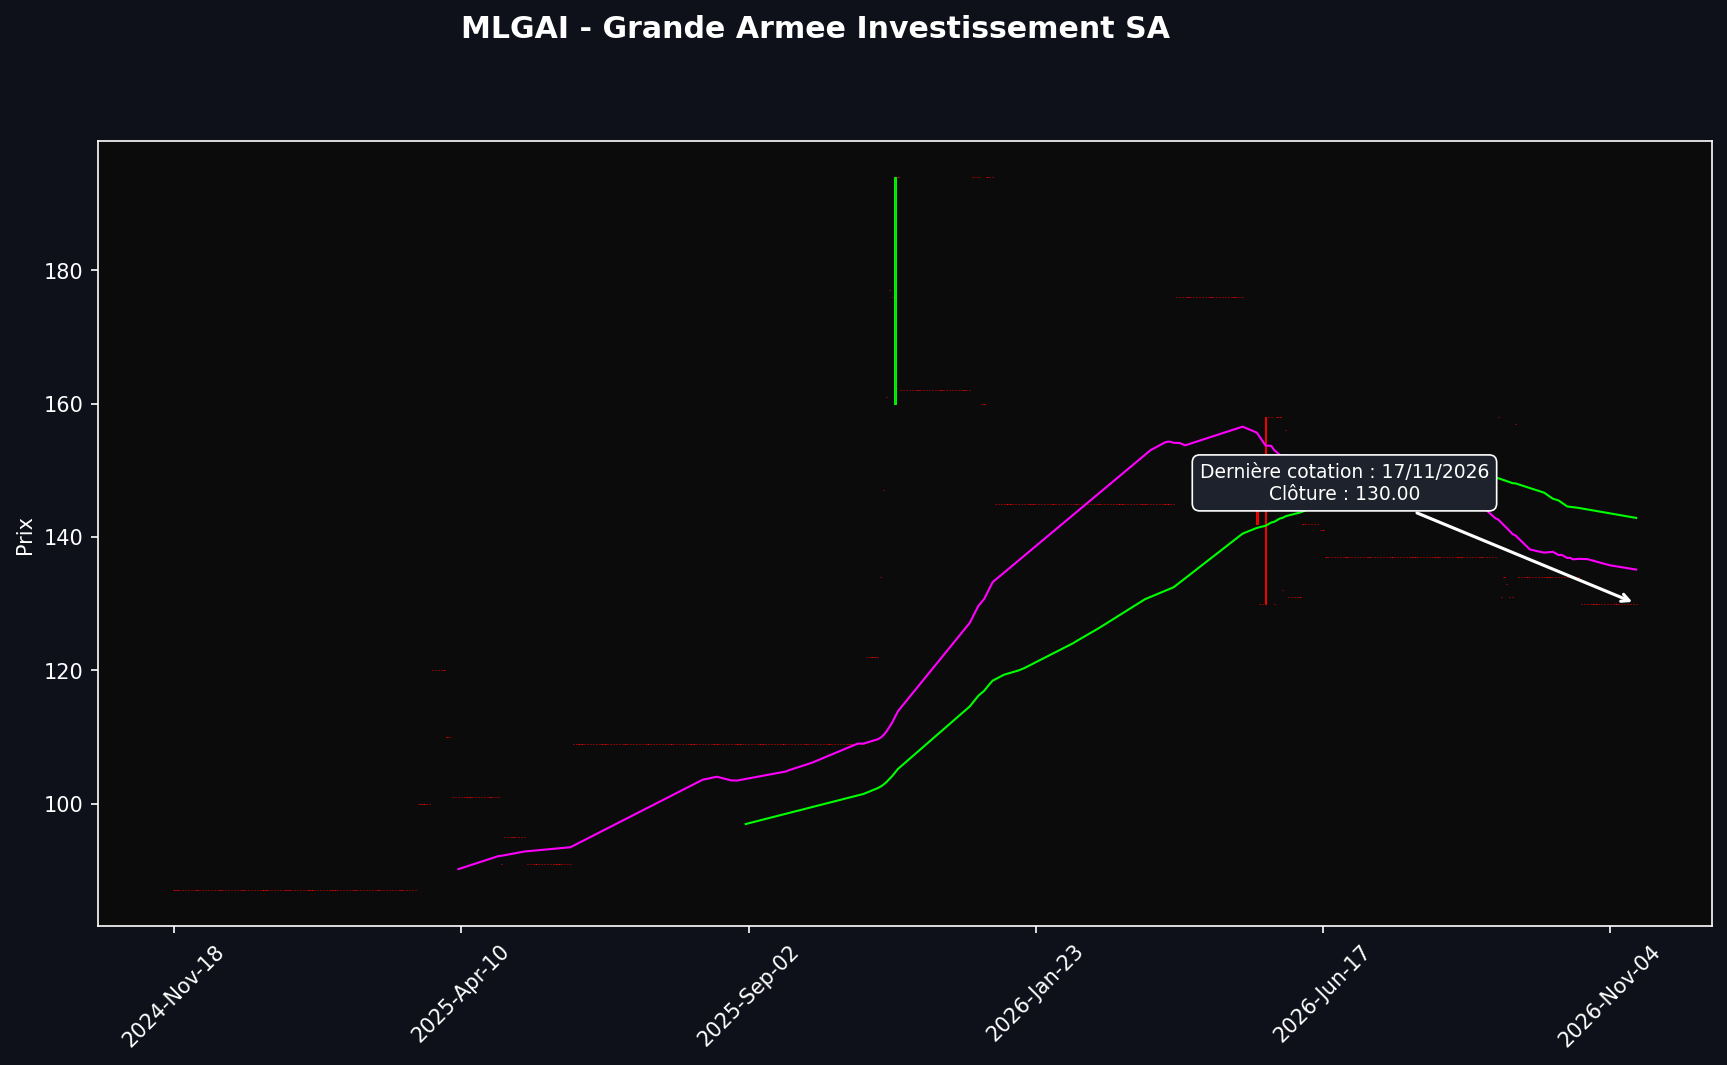 MLGAI - Grande Armee Investissement SA
Prix
180
160
140
120
100
Dernière cotation : 17/11/2026
Clôture : 130.00
2024-Nov-18
2025-Apr-10
2025-Sep-02
2026-Jan-23
2026-Jun-17
2026-Nov-04